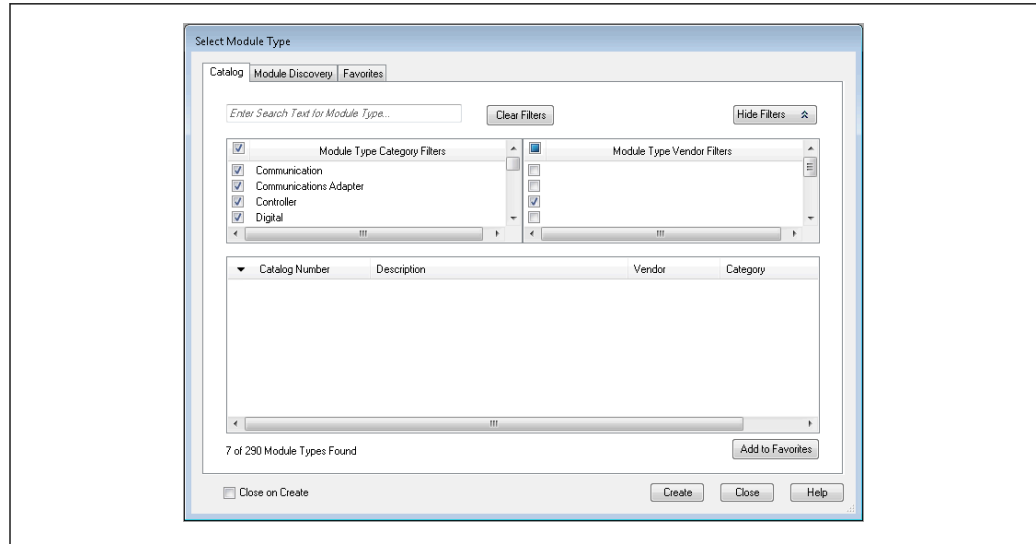 Select Module Type
Catalog
Module Discovery
Favorites
Enter Search Text for Module Type...
Clear Filters
Hide Filters
Module Type Category Filters
Module Type Vendor Filters
Communication
Communications Adapter
Controller
Digital
Catalog Number
Description
Vendor
Category
7 of 290 Module Types Found
Add to Favorites
Close on Create
Create
Close
Help